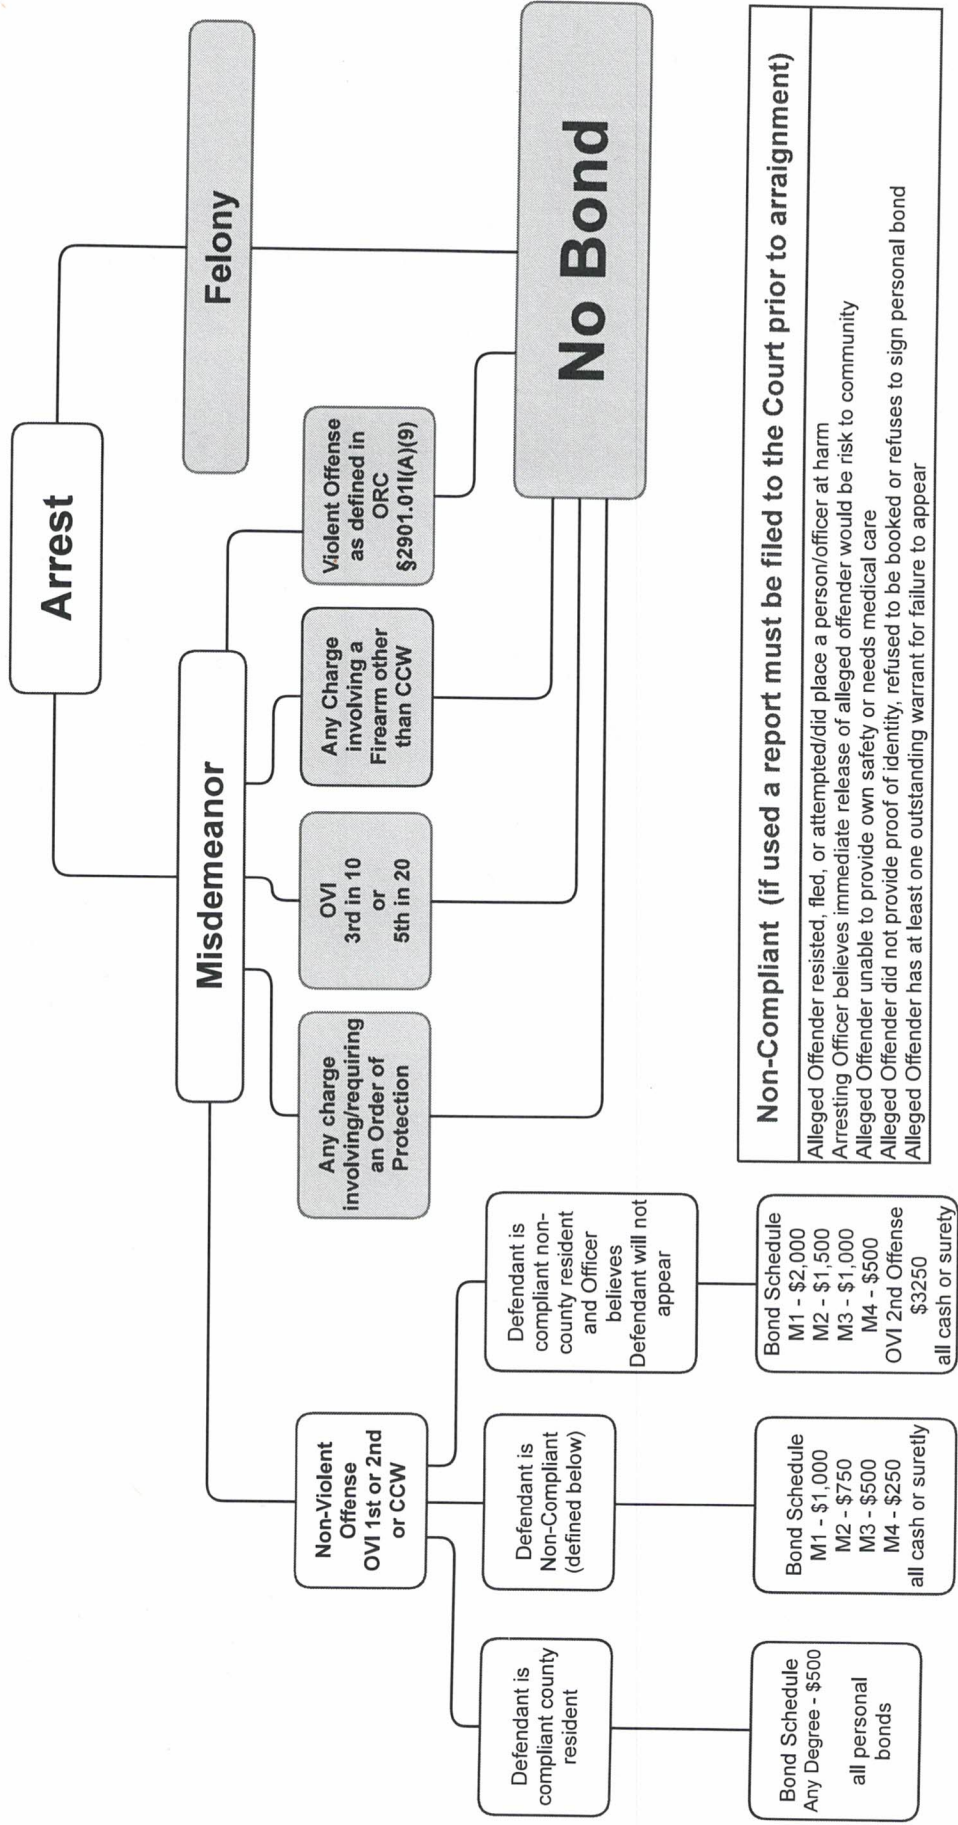 Arrest
Misdemeanor
Felony
Non-Violent
Offense
OVI 1st or 2nd
or CCW
Any charge
involving/requiring
an Order of
Protection
OVI
3rd in 10
or
5th in 20
Any Charge
involving a
Firearm other
than CCW
Violent Offense
as defined in
ORC
§2901.01I(A)(9)
No Bond
Defendant is
compliant county
resident
Defendant is
Non-Compliant
(defined below)
Defendant is
compliant non-
county resident
and Officer
believes
Defendant will not
appear
Bond Schedule
Any Degree - $500
all personal
bonds
Bond Schedule
M1 - $1,000
M2 - $750
M3 - $500
M4 - $250
all cash or suretly
Bond Schedule
M1 - $2,000
M2 - $1,500
M3 - $1,000
M4 - $500
OVI 2nd Offense
$3250
all cash or surety
Non-Compliant (if used a report must be filed to the Court prior to arraignment)
Alleged Offender resisted, fled, or attempted/did place a person/officer at harm
Arresting Officer believes immediate release of alleged offender would be risk to community
Alleged Offender unable to provide own safety or needs medical care
Alleged Offender did not provide proof of identity, refused to be booked or refuses to sign personal bond
Alleged Offender has at least one outstanding warrant for failure to appear